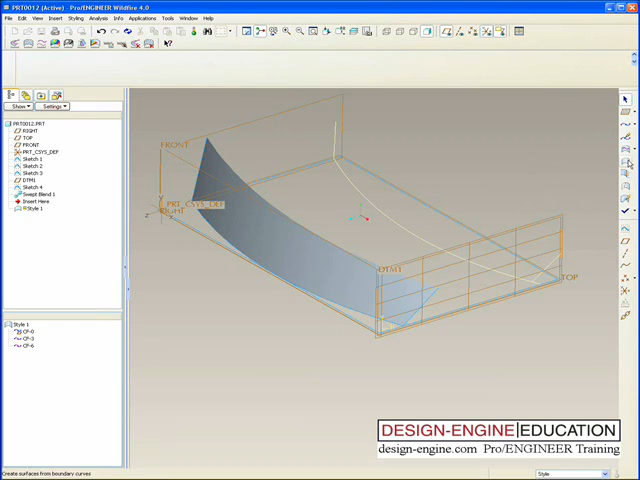 PRT0012 (Active) - Pro/ENGINEER Wildfire 4.0
File Edit View Insert Styling Analysis Info Applications Tools Window Help
Show Settings
PRT0012.PRT
RIGHT
TOP
FRONT
PRT_CSYS_DEF
Sketch 1
Sketch 2
Sketch 3
DTM1
Sketch 4
Swept Blend 1
Insert Here
Style 1
FRONT
Y
PRT_CSYS_DEF
Z
RIGHT
DTM1
TOP
Style 1
CF-0
CF-3
CF-6
DESIGN-ENGINE|EDUCATION
design-engine.com Pro/ENGINEER Training
Create surfaces from boundary curves
Style